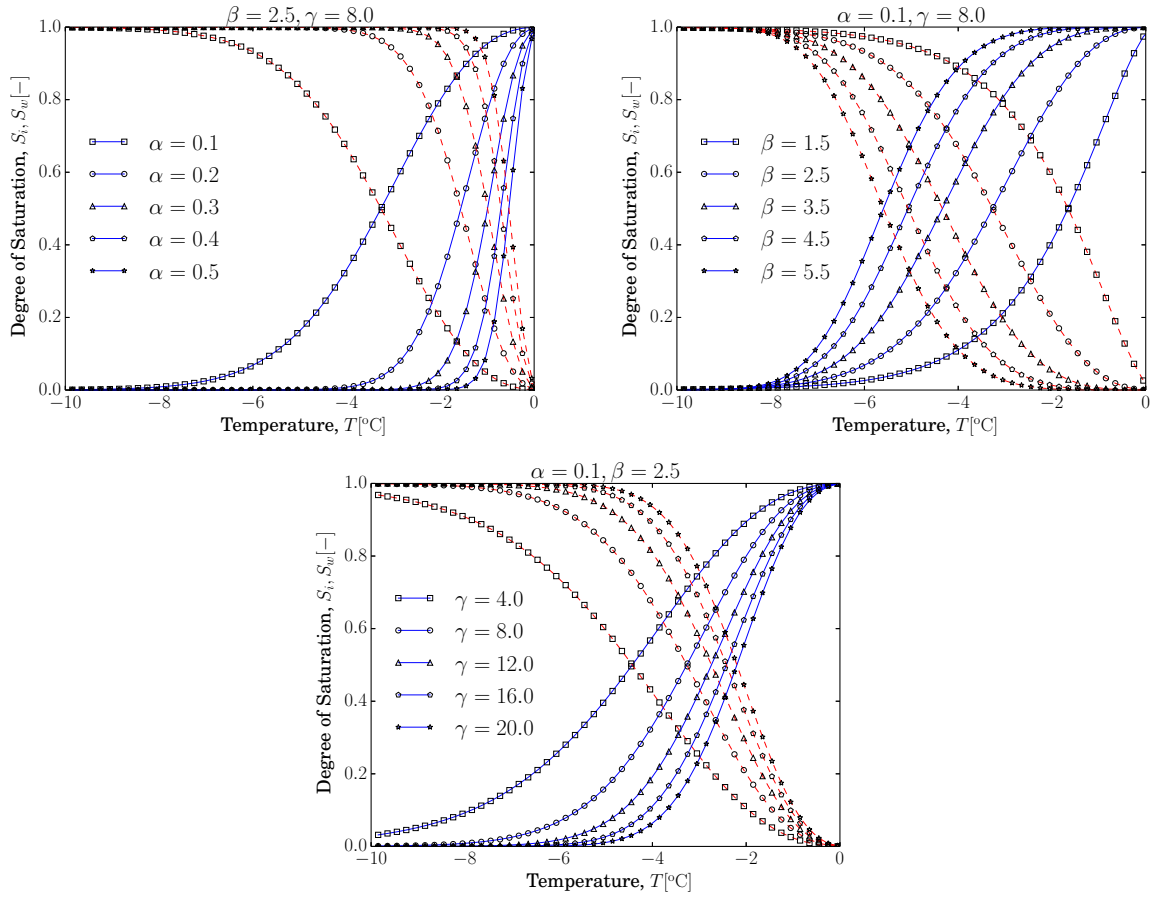 β = 2.5, γ = 8.0
Degree of Saturation, S_i, S_w[−]
1.0
0.8
0.6
0.4
0.2
0.0
α = 0.1
α = 0.2
α = 0.3
α = 0.4
α = 0.5
−10 −8 −6 −4 −2 0
Temperature, T[°C]
α = 0.1, γ = 8.0
Degree of Saturation, S_i, S_w[−]
1.0
0.8
0.6
0.4
0.2
0.0
β = 1.5
β = 2.5
β = 3.5
β = 4.5
β = 5.5
−10 −8 −6 −4 −2 0
Temperature, T[°C]
α = 0.1, β = 2.5
Degree of Saturation, S_i, S_w[−]
1.0
0.8
0.6
0.4
0.2
0.0
γ = 4.0
γ = 8.0
γ = 12.0
γ = 16.0
γ = 20.0
−10 −8 −6 −4 −2 0
Temperature, T[°C]